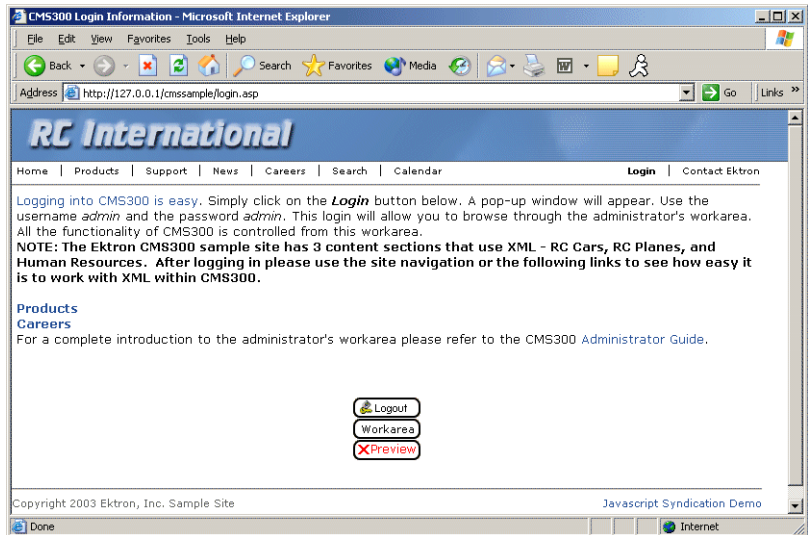 CMS300 Login Information - Microsoft Internet Explorer
File Edit View Favorites Tools Help
Back Search Favorites Media
Address http://127.0.0.1/cmssample/login.asp Go Links »
RC International
Home | Products | Support | News | Careers | Search | Calendar Login | Contact Ektron
Logging into CMS300 is easy. Simply click on the Login button below. A pop-up window will appear. Use the
username admin and the password admin. This login will allow you to browse through the administrator's workarea.
All the functionality of CMS300 is controlled from this workarea.
NOTE: The Ektron CMS300 sample site has 3 content sections that use XML - RC Cars, RC Planes, and
Human Resources. After logging in please use the site navigation or the following links to see how easy it
is to work with XML within CMS300.
Products
Careers
For a complete introduction to the administrator's workarea please refer to the CMS300 Administrator Guide.
Logout
Workarea
Preview
Copyright 2003 Ektron, Inc. Sample Site Javascript Syndication Demo
Done Internet